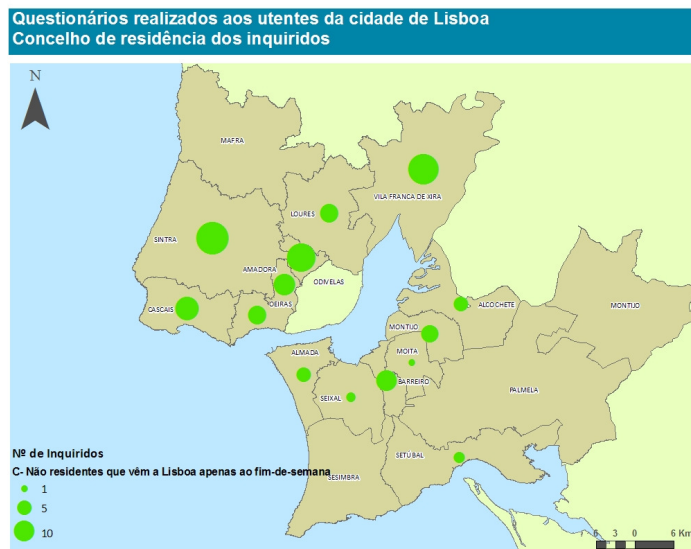 Questionários realizados aos utentes da cidade de Lisboa
Concelho de residência dos inquiridos
N
MAFRA
VILA FRANCA DE XIRA
LOURES
SINTRA
AMADORA
ODIVELAS
OEIRAS
CASCAIS
ALCOCHETE
MONTIJO
MONTIJO
ALMADA
MOITA
BARREIRO
SEIXAL
PALMELA
SETÚBAL
SESIMBRA
Nº de Inquiridos
C- Não residentes que vêm a Lisboa apenas ao fim-de-semana
1
5
10
6 3 0 6 Km